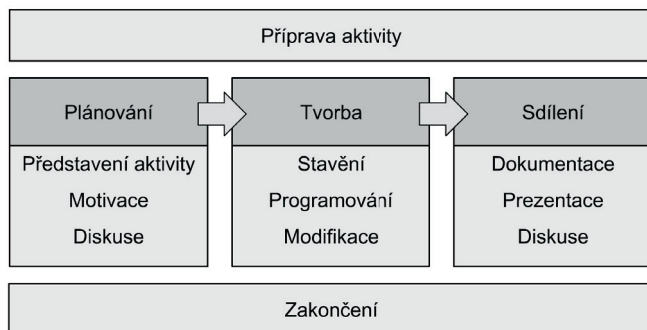 Příprava aktivity
Plánování
Představení aktivity
Motivace
Diskuse
Tvorba
Stavění
Programování
Modifikace
Sdílení
Dokumentace
Prezentace
Diskuse
Zakončení